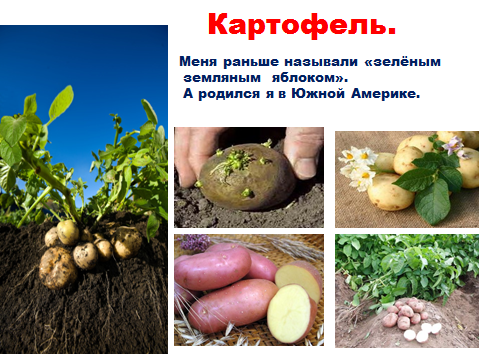 Картофель.
Меня раньше называли «зелёным
земляным яблоком».
А родился я в Южной Америке.